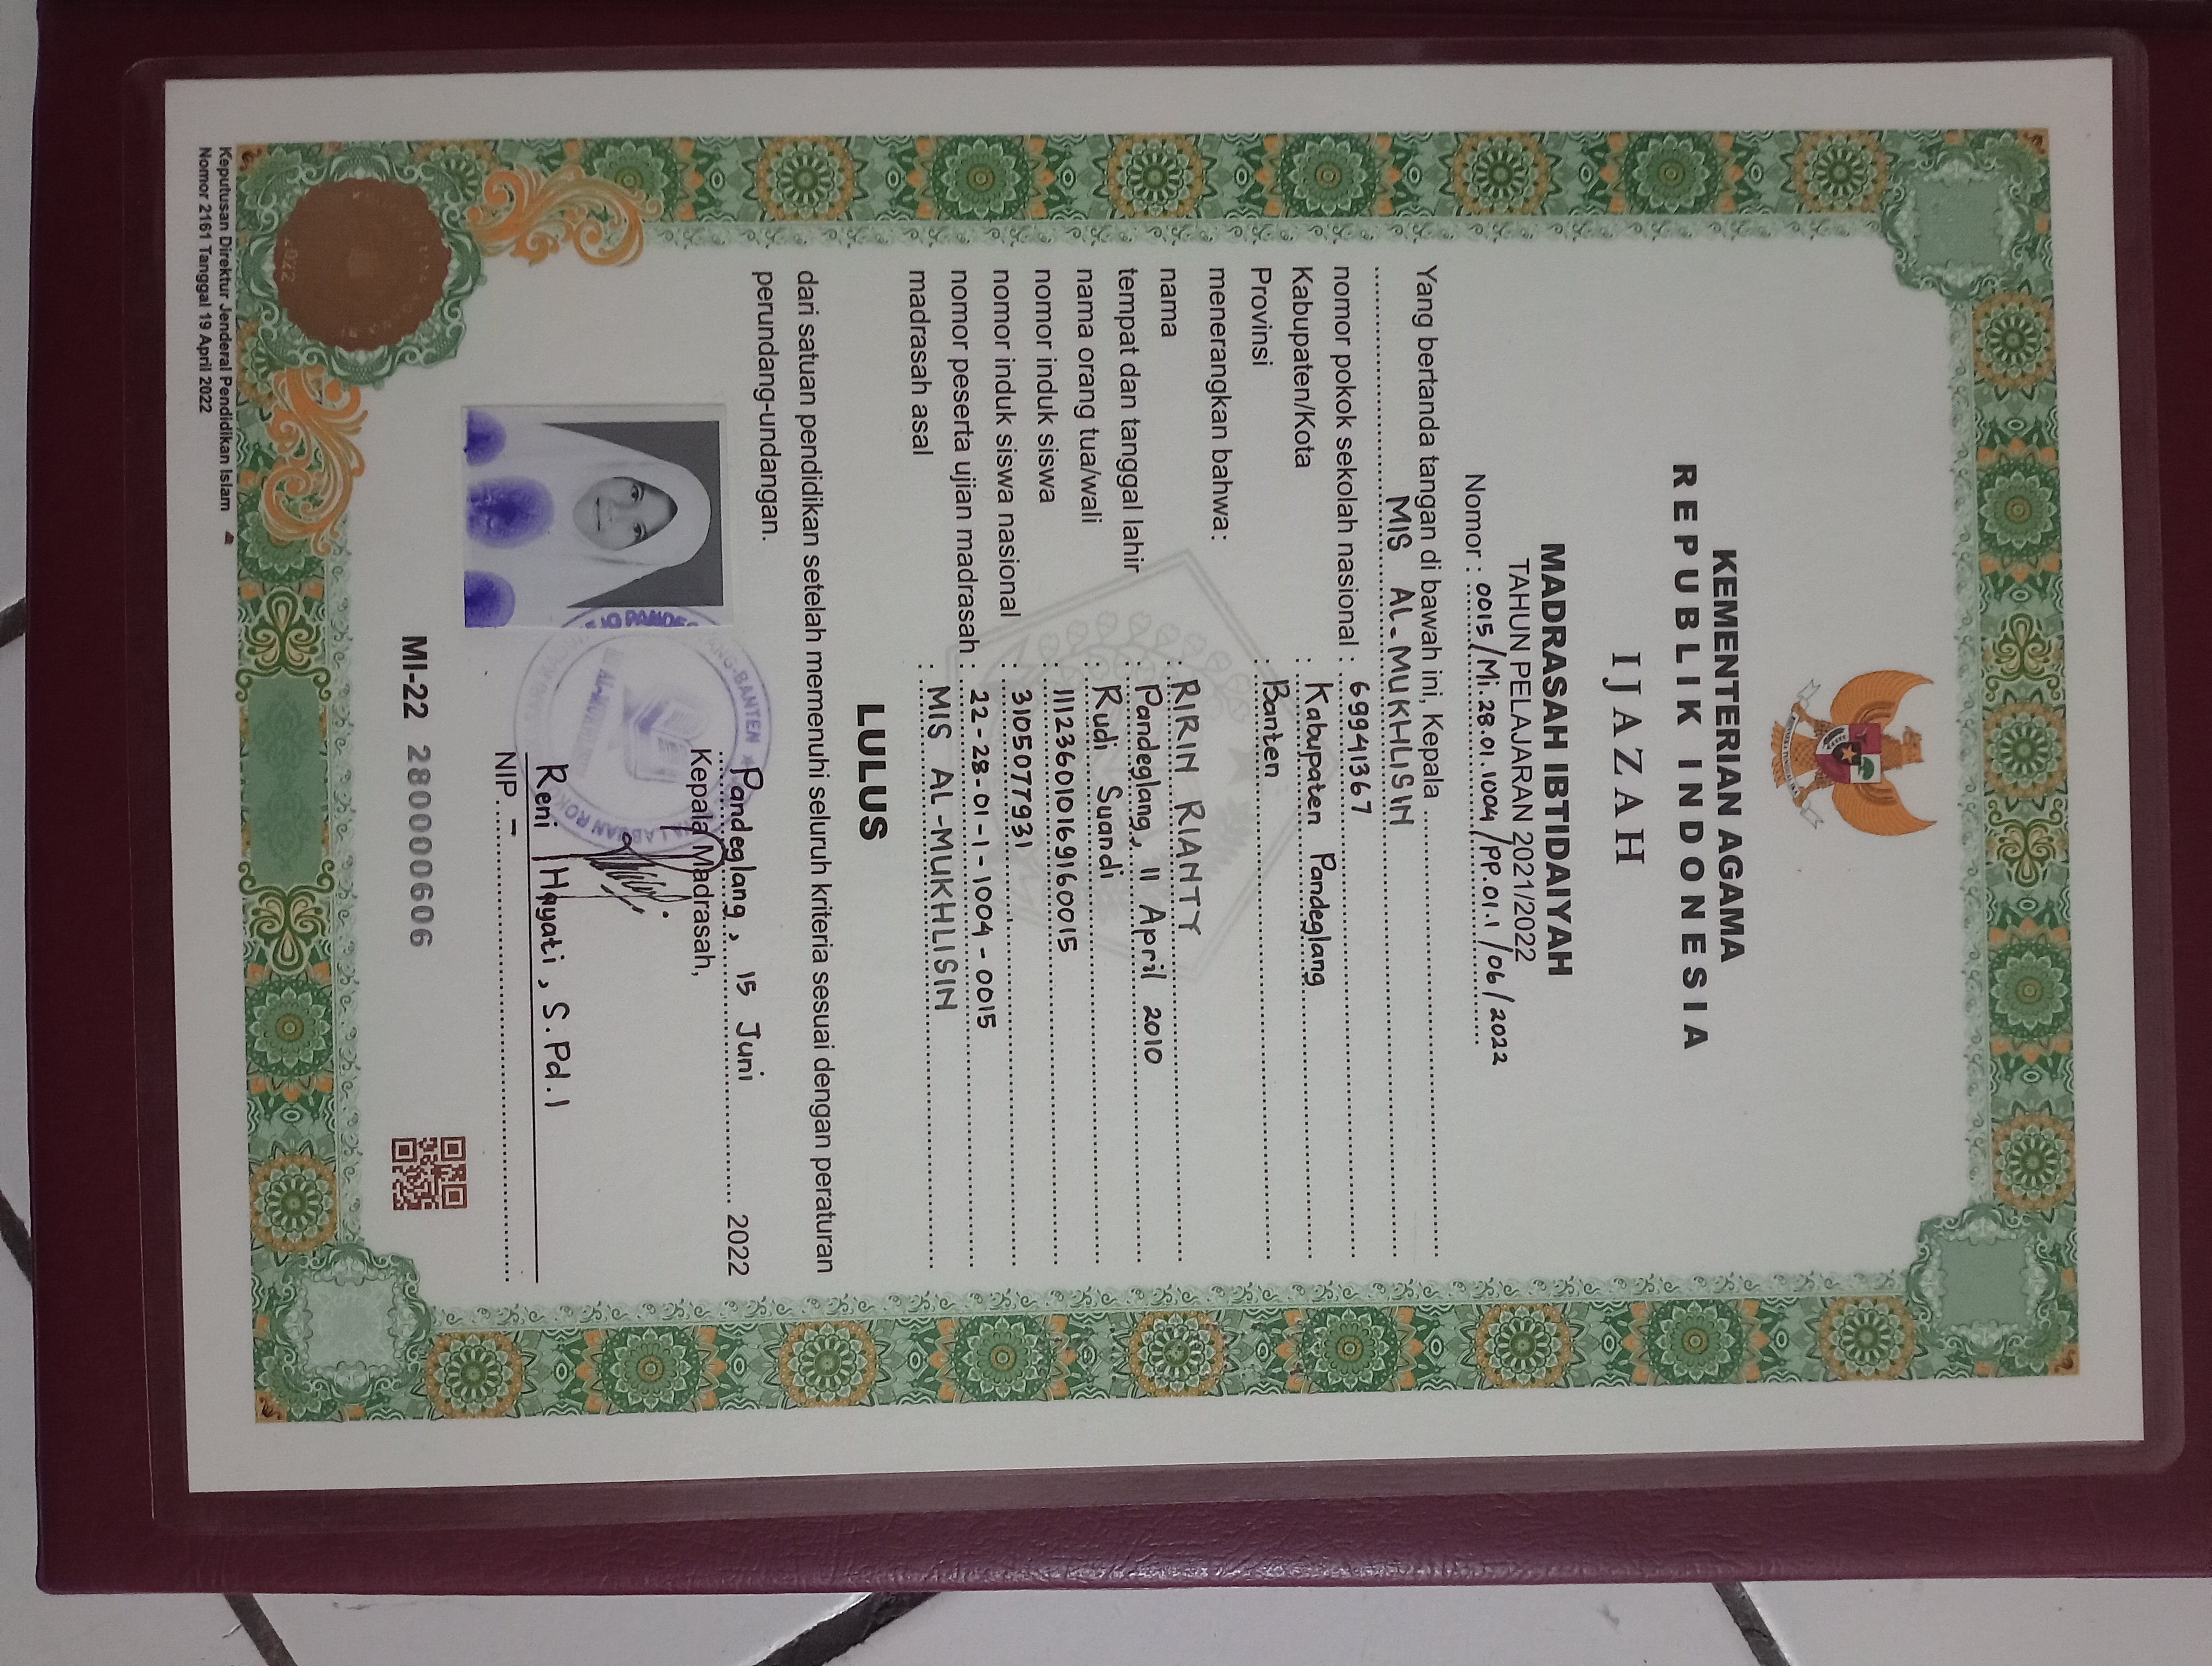 BHINNEKA TUNGGAL IKA
KEMENTERIAN AGAMA
REPUBLIK INDONESIA
IJAZAH
MADRASAH IBTIDAIYAH
TAHUN PELAJARAN 2021/2022
Nomor : 0015/Mi.28.01.1004/PP.01.1/06/2022
Yang bertanda tangan di bawah ini, Kepala
MIS AL-MUKHLISIN
nomor pokok sekolah nasional : 69941367
Kabupaten/Kota : Kabupaten Pandeglang
Provinsi : Banten
menerangkan bahwa:
nama : RIRIN RIANTY
tempat dan tanggal lahir : Pandeglang, 11 April 2010
nama orang tua/wali : Rudi Suandi
nomor induk siswa : 111236010169160015
nomor induk siswa nasional : 3105077931
nomor peserta ujian madrasah : 22-28-01-1-1004-0015
madrasah asal : MIS AL-MUKHLISIN
LULUS
dari satuan pendidikan setelah memenuhi seluruh kriteria sesuai dengan peraturan
perundang-undangan.
Pandeglang, 15 Juni 2022
Kepala Madrasah,
BANTEN
AL-MUKHLISIN
Reni Hayati, S.Pd.I
NIP. -
MI-22 280000606
2022
Keputusan Direktur Jenderal Pendidikan Islam
Nomor 2161 Tanggal 19 April 2022